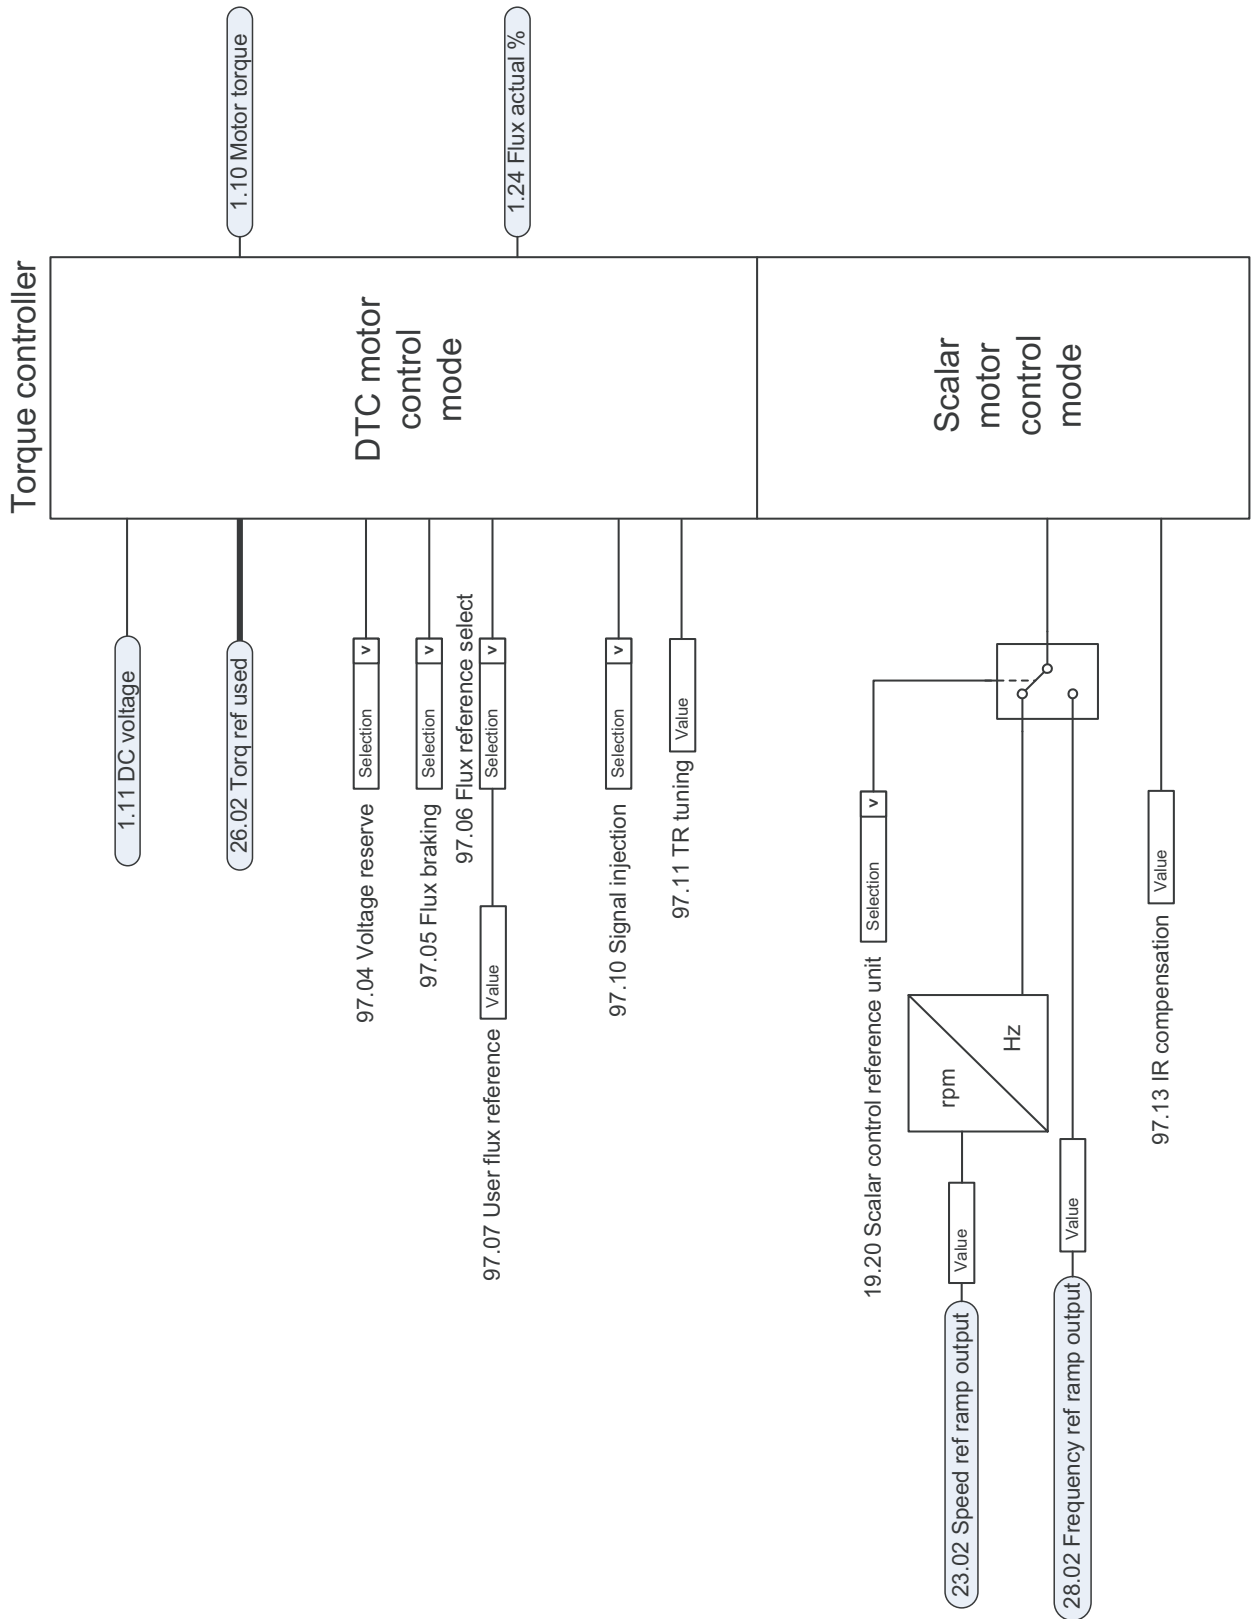 Torque controller
1.11 DC voltage
26.02 Torq ref used
1.10 Motor torque
DTC motor
control
mode
97.04 Voltage reserve
Selection
v
97.05 Flux braking
Selection
v
97.06 Flux reference select
97.07 User flux reference
Value
Selection
v
1.24 Flux actual %
97.10 Signal injection
Selection
v
97.11 TR tuning
Value
19.20 Scalar control reference unit
Selection
v
Scalar
motor
control
mode
23.02 Speed ref ramp output
Value
rpm
Hz
28.02 Frequency ref ramp output
Value
97.13 IR compensation
Value